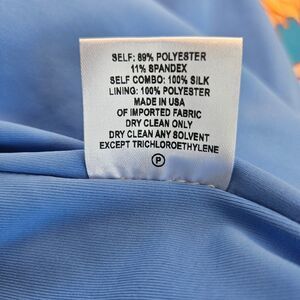 SELF: 89% POLYESTER
11% SPANDEX
SELF COMBO: 100% SILK
LINING: 100% POLYESTER
MADE IN USA
OF IMPORTED FABRIC
DRY CLEAN ONLY
DRY CLEAN ANY SOLVENT
EXCEPT TRICHLOROETHYLENE
P